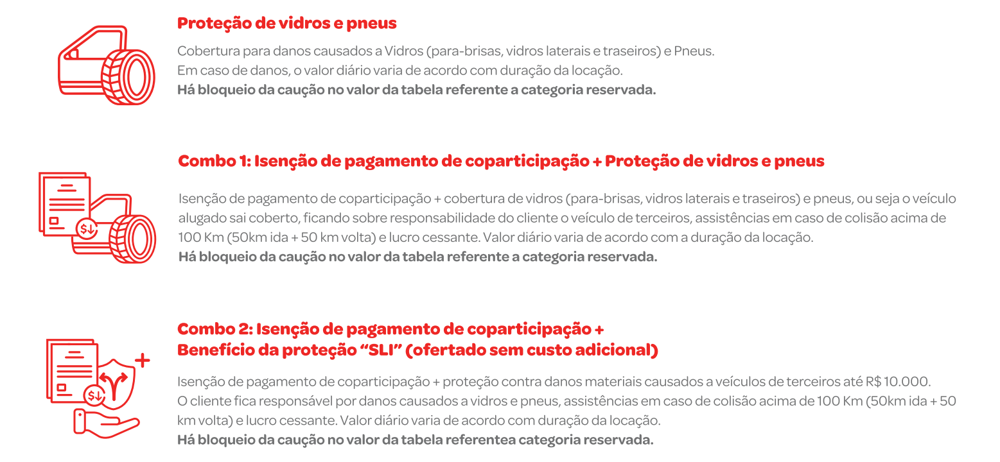 Proteção de vidros e pneus
Cobertura para danos causados a Vidros (para-brisas, vidros laterais e traseiros) e Pneus.
Em caso de danos, o valor diário varia de acordo com duração da locação.
Há bloqueio da caução no valor da tabela referente a categoria reservada.
Combo 1: Isenção de pagamento de coparticipação + Proteção de vidros e pneus
Isenção de pagamento de coparticipação + cobertura de vidros (para-brisas, vidros laterais e traseiros) e pneus, ou seja o veículo
alugado sai coberto, ficando sobre responsabilidade do cliente o veículo de terceiros, assistências em caso de colisão acima de
100 Km (50km ida + 50 km volta) e lucro cessante. Valor diário varia de acordo com a duração da locação.
Há bloqueio da caução no valor da tabela referente a categoria reservada.
$
Combo 2: Isenção de pagamento de coparticipação +
Benefício da proteção “SLI” (ofertado sem custo adicional)
Isenção de pagamento de coparticipação + proteção contra danos materiais causados a veículos de terceiros até R$ 10.000.
O cliente fica responsável por danos causados a vidros e pneus, assistências em caso de colisão acima de 100 Km (50km ida + 50
km volta) e lucro cessante. Valor diário varia de acordo com duração da locação.
Há bloqueio da caução no valor da tabela referentea categoria reservada.
$